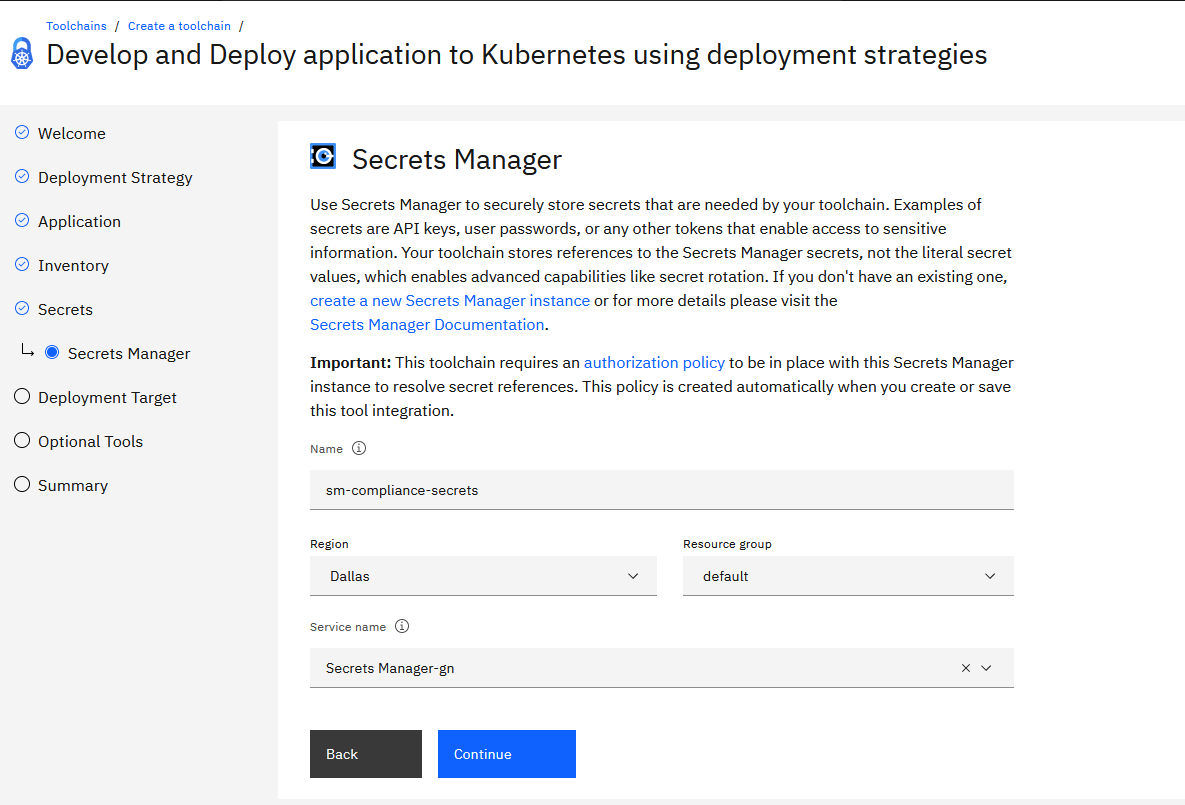 Toolchains / Create a toolchain /
Develop and Deploy application to Kubernetes using deployment strategies
Welcome
Deployment Strategy
Application
Inventory
Secrets
Secrets Manager
Deployment Target
Optional Tools
Summary
Secrets Manager
Use Secrets Manager to securely store secrets that are needed by your toolchain. Examples of
secrets are API keys, user passwords, or any other tokens that enable access to sensitive
information. Your toolchain stores references to the Secrets Manager secrets, not the literal secret
values, which enables advanced capabilities like secret rotation. If you don't have an existing one,
create a new Secrets Manager instance or for more details please visit the
Secrets Manager Documentation.
Important: This toolchain requires an authorization policy to be in place with this Secrets Manager
instance to resolve secret references. This policy is created automatically when you create or save
this tool integration.
Name
sm-compliance-secrets
Region
Resource group
Dallas
default
Service name
Secrets Manager-gn
Back
Continue